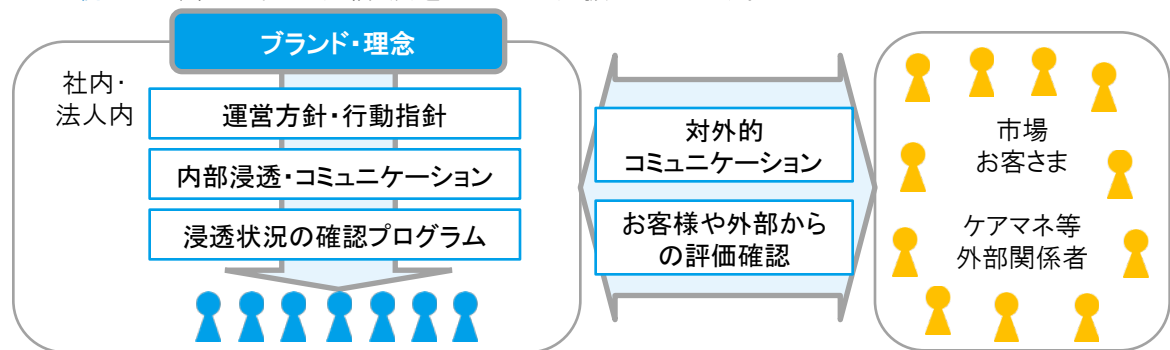 ブランド・理念
社内・
法人内
運営方針・行動指針
内部浸透・コミュニケーション
浸透状況の確認プログラム
対外的
コミュニケーション
お客様や外部から
の評価確認
市場
お客さま
ケアマネ等
外部関係者